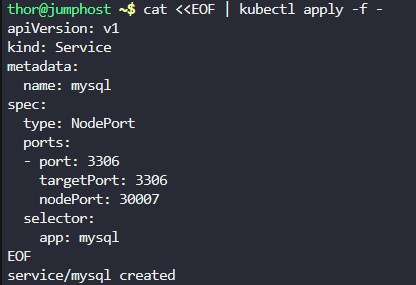 thor@jumphost ~$ cat <<EOF | kubectl apply -f -
apiVersion: v1
kind: Service
metadata:
  name: mysql
spec:
  type: NodePort
  ports:
  - port: 3306
    targetPort: 3306
    nodePort: 30007
  selector:
    app: mysql
EOF
service/mysql created